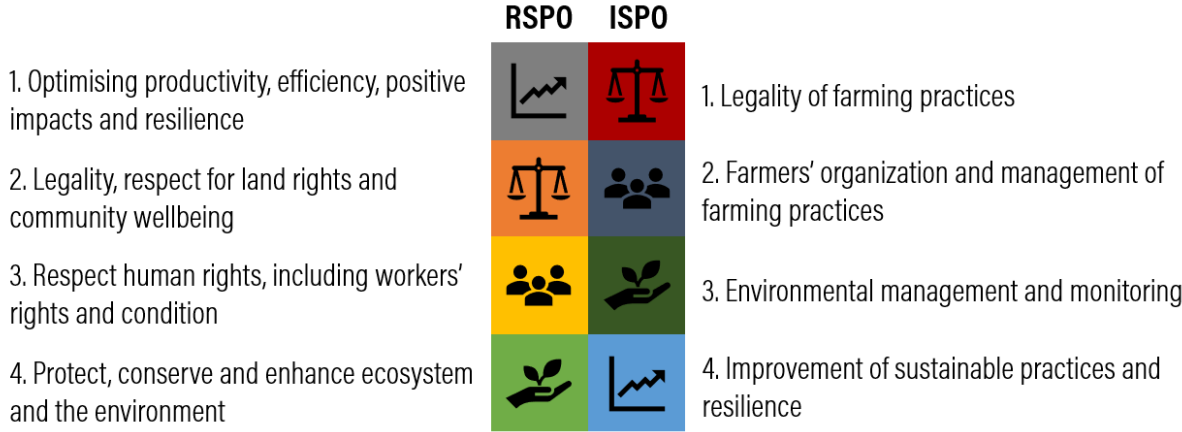 RSPO ISPO
1. Optimising productivity, efficiency, positive
impacts and resilience
1. Legality of farming practices
2. Legality, respect for land rights and
community wellbeing
2. Farmers’ organization and management of
farming practices
3. Respect human rights, including workers’
rights and condition
3. Environmental management and monitoring
4. Protect, conserve and enhance ecosystem
and the environment
4. Improvement of sustainable practices and
resilience